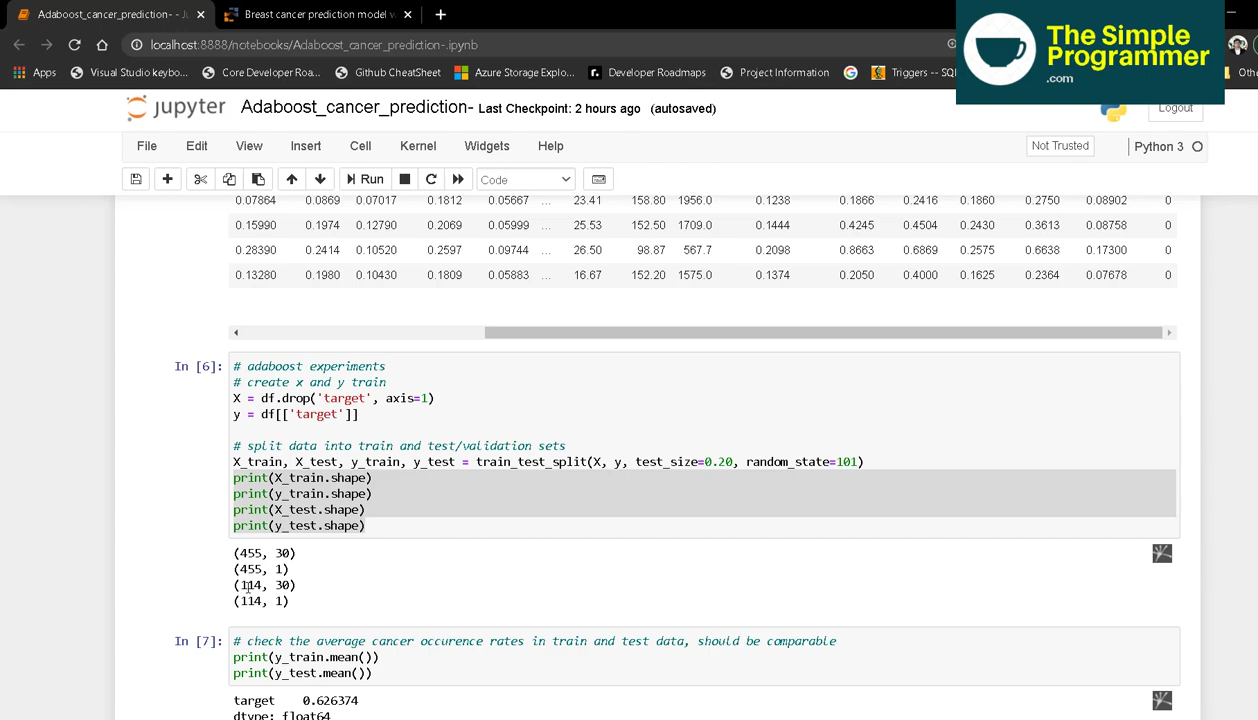 Adaboost_cancer_prediction- - Ju
Breast cancer prediction model w
localhost:8888/notebooks/Adaboost_cancer_prediction-.ipynb
Apps
Visual Studio keybo...
Core Developer Roa...
Github CheatSheet
Azure Storage Explo...
Developer Roadmaps
Project Information
Triggers -- SQL
Othe
The Simple
Programmer
.com
jupyter
Adaboost_cancer_prediction- Last Checkpoint: 2 hours ago (autosaved)
Logout
File Edit View Insert Cell Kernel Widgets Help
Not Trusted
Python 3
Run
Code
0.07864 0.0869 0.07017 0.1812 0.05667 ... 23.41 158.80 1956.0 0.1238 0.1866 0.2416 0.1860 0.2750 0.08902 0
0.15990 0.1974 0.12790 0.2069 0.05999 ... 25.53 152.50 1709.0 0.1444 0.4245 0.4504 0.2430 0.3613 0.08758 0
0.28390 0.2414 0.10520 0.2597 0.09744 ... 26.50 98.87 567.7 0.2098 0.8663 0.6869 0.2575 0.6638 0.17300 0
0.13280 0.1980 0.10430 0.1809 0.05883 ... 16.67 152.20 1575.0 0.1374 0.2050 0.4000 0.1625 0.2364 0.07678 0
In [6]:
# adaboost experiments
# create x and y train
X = df.drop('target', axis=1)
y = df[['target']]
# split data into train and test/validation sets
X_train, X_test, y_train, y_test = train_test_split(X, y, test_size=0.20, random_state=101)
print(X_train.shape)
print(y_train.shape)
print(X_test.shape)
print(y_test.shape)
(455, 30)
(455, 1)
(114, 30)
(114, 1)
In [7]:
# check the average cancer occurence rates in train and test data, should be comparable
print(y_train.mean())
print(y_test.mean())
target 0.626374
dtype: float64